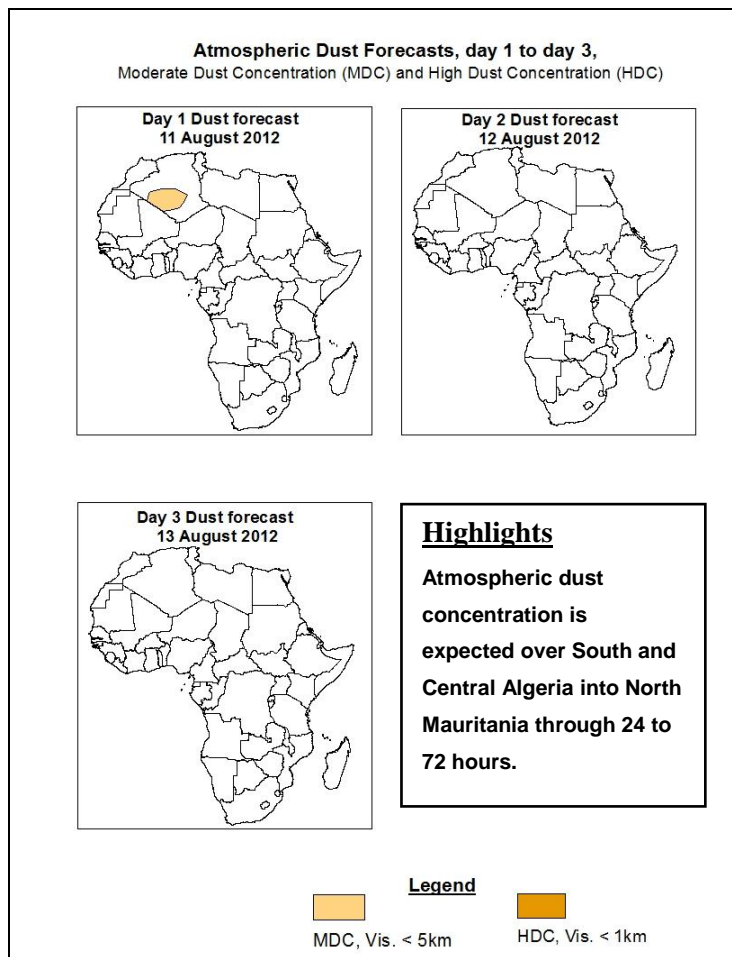 Atmospheric Dust Forecasts, day 1 to day 3,
Moderate Dust Concentration (MDC) and High Dust Concentration (HDC)
Day 1 Dust forecast
11 August 2012
Day 2 Dust forecast
12 August 2012
Day 3 Dust forecast
13 August 2012
Highlights
Atmospheric dust
concentration is
expected over South and
Central Algeria into North
Mauritania through 24 to
72 hours.
Legend
MDC, Vis. < 5km
HDC, Vis. < 1km